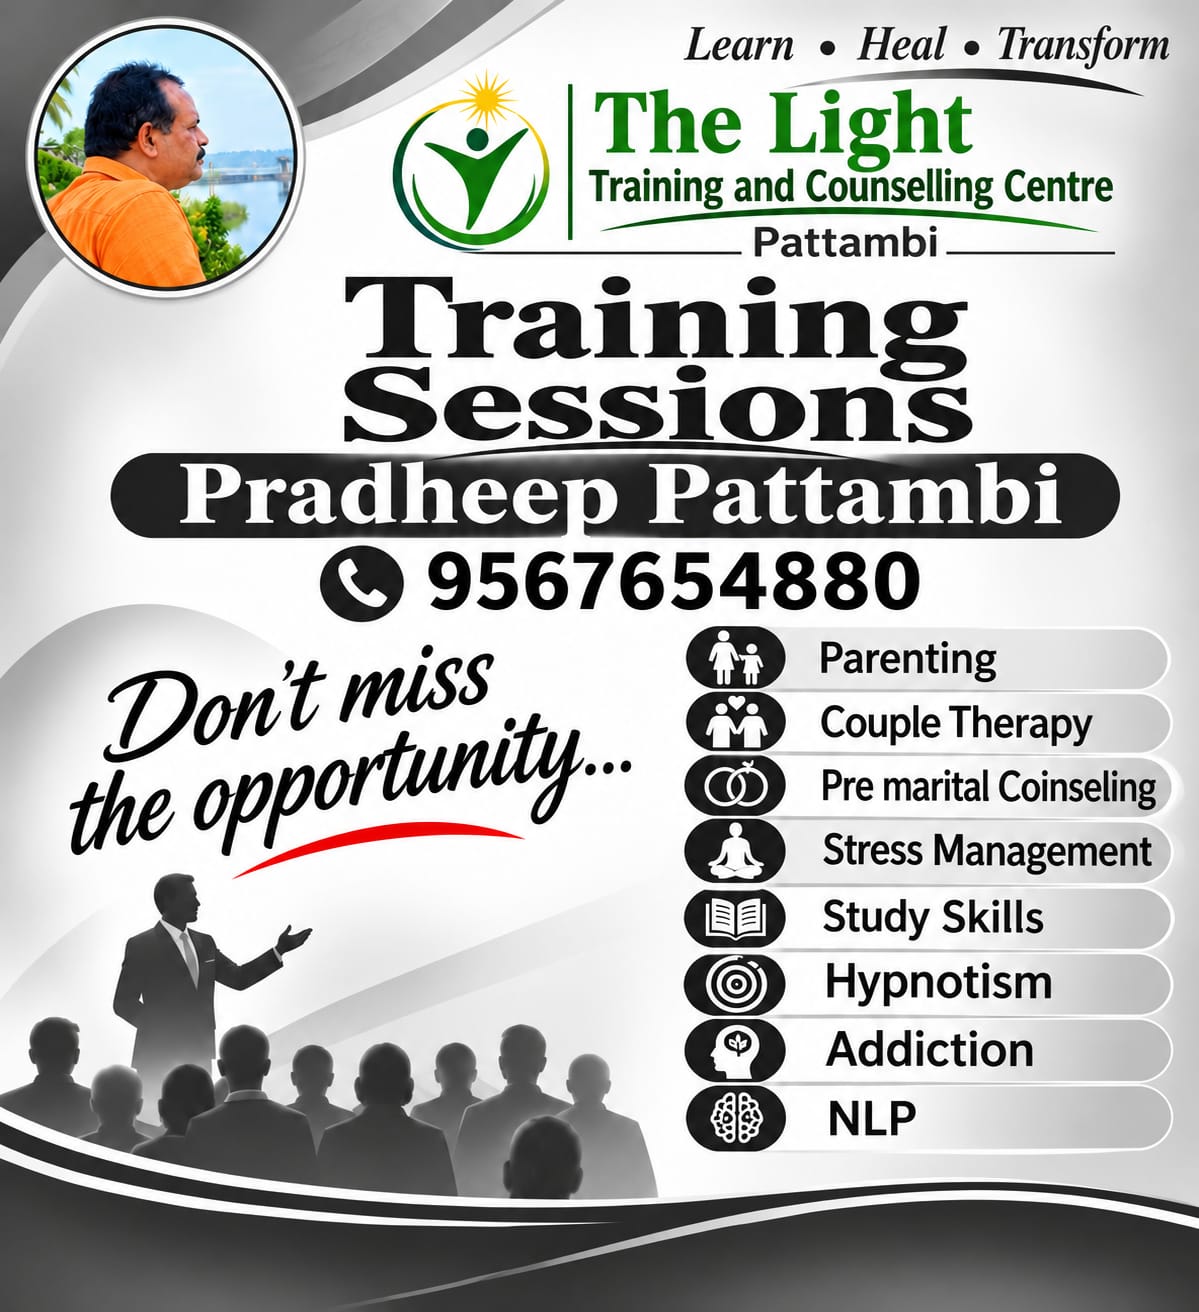 Learn • Heal • Transform
The Light
Training and Counselling Centre
Pattambi
Training
Sessions
Pradheep Pattambi
9567654880
Don't miss
the opportunity...
Parenting
Couple Therapy
Pre marital Coinseling
Stress Management
Study Skills
Hypnotism
Addiction
NLP